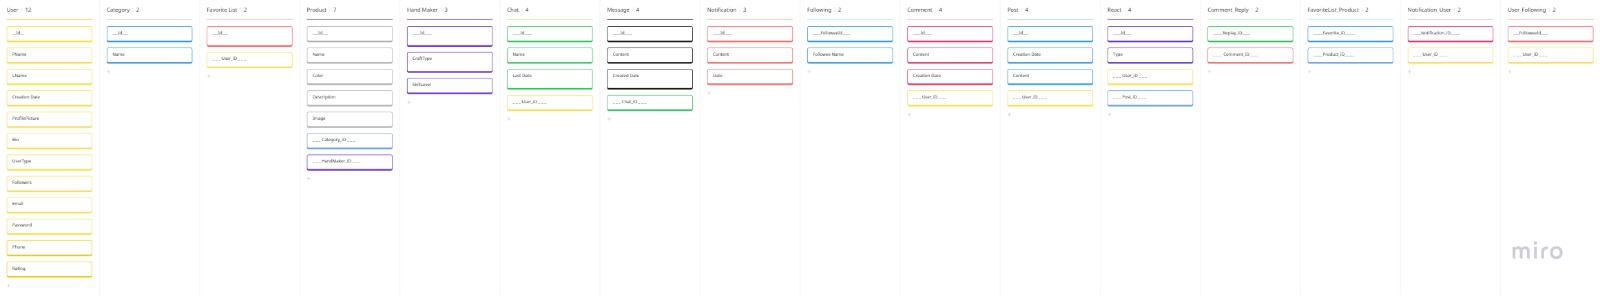 User 12
__Id__
FName
LName
Creation Date
ProfilePicture
Bio
UserType
Followers
Email
Password
Phone
Rating
Category 2
__Id__
Name
Favorite List 2
__Id__
___User_ID___
Product 7
__Id__
Name
Color
Description
Image
___Category_ID___
___HandMaker_ID___
Hand Maker 3
__Id__
CraftType
SkillLevel
Chat 4
__Id__
Name
Last Date
___User_ID___
Message 4
__Id__
Content
Created Date
___Chat_ID___
Notification 3
__Id__
Content
Date
Following 2
___FolloweeId___
Followee Name
Comment 4
__Id__
Content
Creation Date
___User_ID___
Post 4
__Id__
Creation Date
Content
___User_ID___
React 4
__Id__
Type
___User_ID___
___Post_ID___
Comment_Reply 2
___Replay_ID___
___Comment_ID___
FavoriteList_Product 2
___Favorite_ID___
___Product_ID___
Notification_User 2
___Notification_ID___
___User_ID___
User_Following 2
___FolloweeId___
___User_ID___
miro